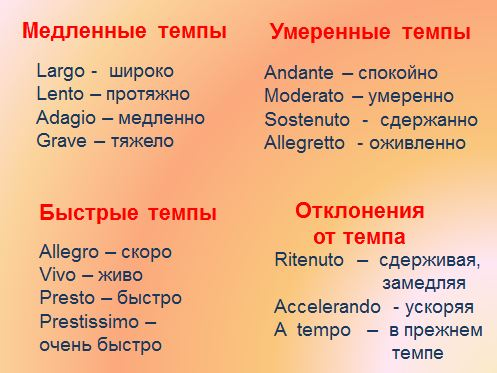 Медленные темпы
Largo - широко
Lento – протяжно
Adagio – медленно
Grave – тяжело
Умеренные темпы
Andante – спокойно
Moderato – умеренно
Sostenuto - сдержанно
Allegretto - оживленно
Быстрые темпы
Allegro – скоро
Vivo – живо
Presto – быстро
Prestissimo –
очень быстро
Отклонения
от темпа
Ritenuto – сдерживая,
замедляя
Accelerando - ускоряя
A tempo – в прежнем
темпе